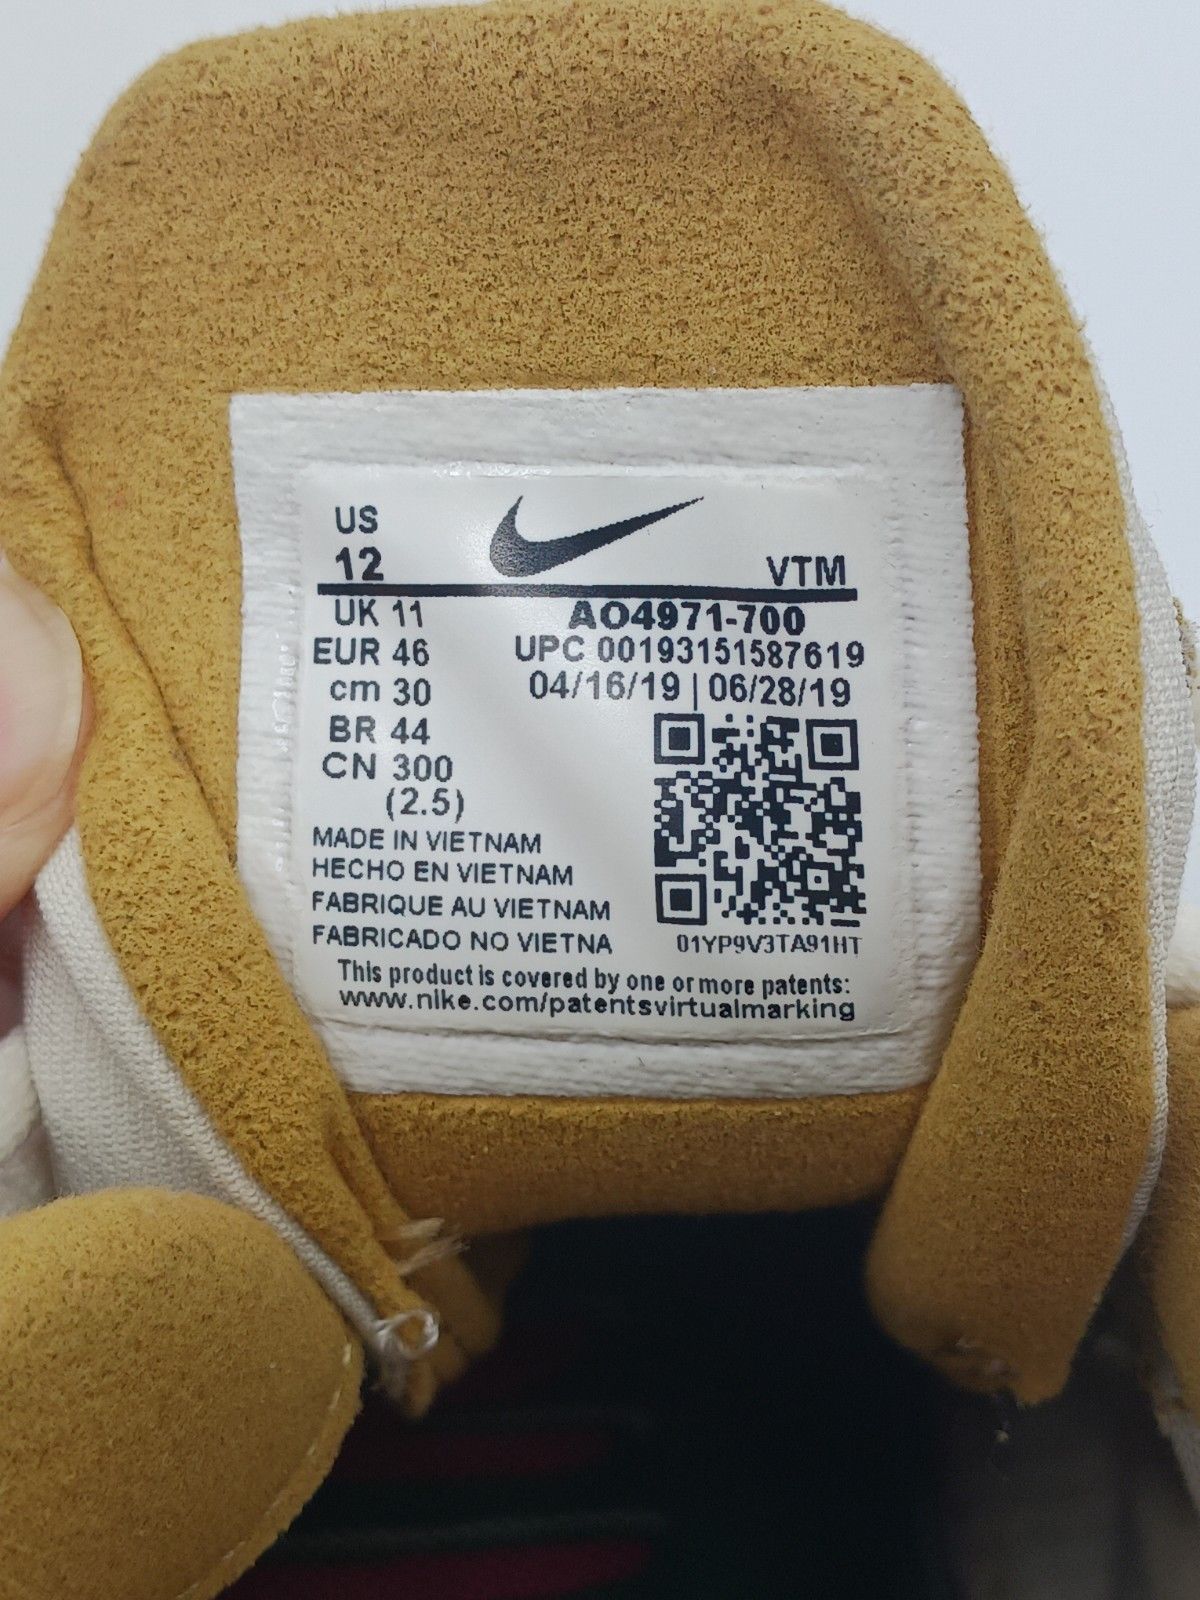 US
12
VTM
UK 11
AO4971-700
EUR 46
UPC 00193151587619
cm 30
04/16/19 | 06/28/19
BR 44
CN 300
(2.5)
MADE IN VIETNAM
HECHO EN VIETNAM
FABRIQUE AU VIETNAM
FABRICADO NO VIETNA
01YP9V3TA91HT
This product is covered by one or more patents:
www.nike.com/patentsvirtualmarking